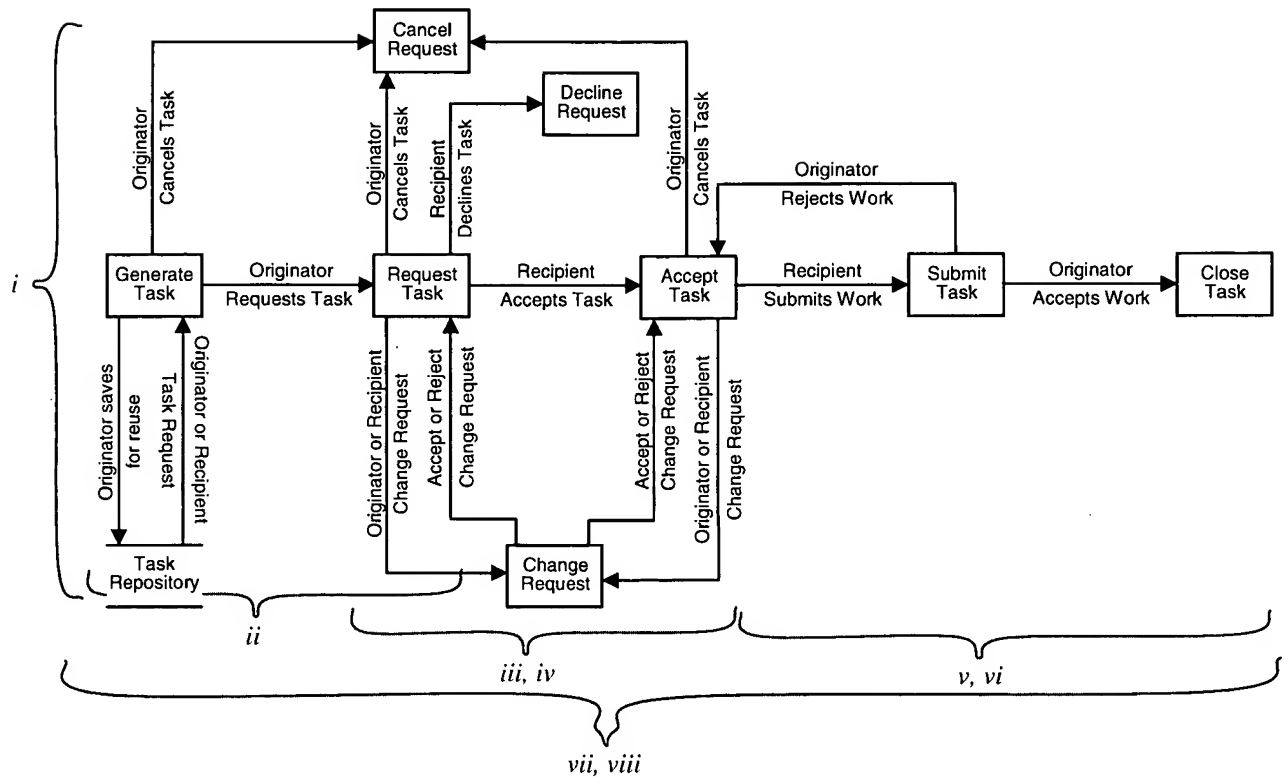 Cancel
Request
Decline
Request
Originator
Cancels Task
Originator
Cancels Task
Recipient
Declines Task
Originator
Cancels Task
Originator
Rejects Work
i
Generate
Task
Originator
Requests Task
Request
Task
Recipient
Accepts Task
Accept
Task
Recipient
Submits Work
Submit
Task
Originator
Accepts Work
Close
Task
Originator saves
for reuse
Task Request
Originator or Recipient
Originator or Recipient
Change Request
Accept or Reject
Change Request
Accept or Reject
Change Request
Originator or Recipient
Change Request
Task
Repository
Change
Request
ii
iii, iv
v, vi
vii, viii